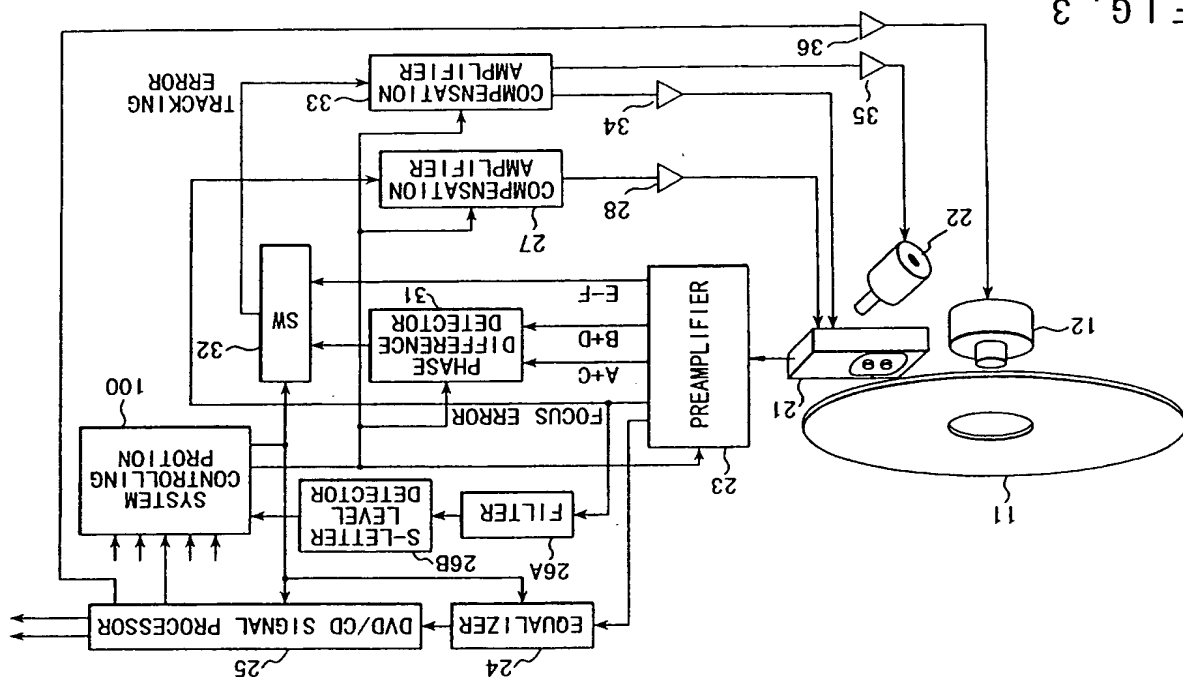 FIG. 3
36
35
34
33
COMPENSATION
AMPLIFIER
TRACKING
ERROR
28
27
COMPENSATION
AMPLIFIER
22
12
E-F
31
32
SW
B+D
PHASE
DIFFERENCE
DETECTOR
A+C
PREAMPLIFIER
21
FOCUS ERROR
100
SYSTEM
CONTROLLING
PROTION
23
11
FILTER
26A
S-LETTER
LEVEL
DETECTOR
26B
EQUALIZER
24
DVD/CD SIGNAL PROCESSOR
25